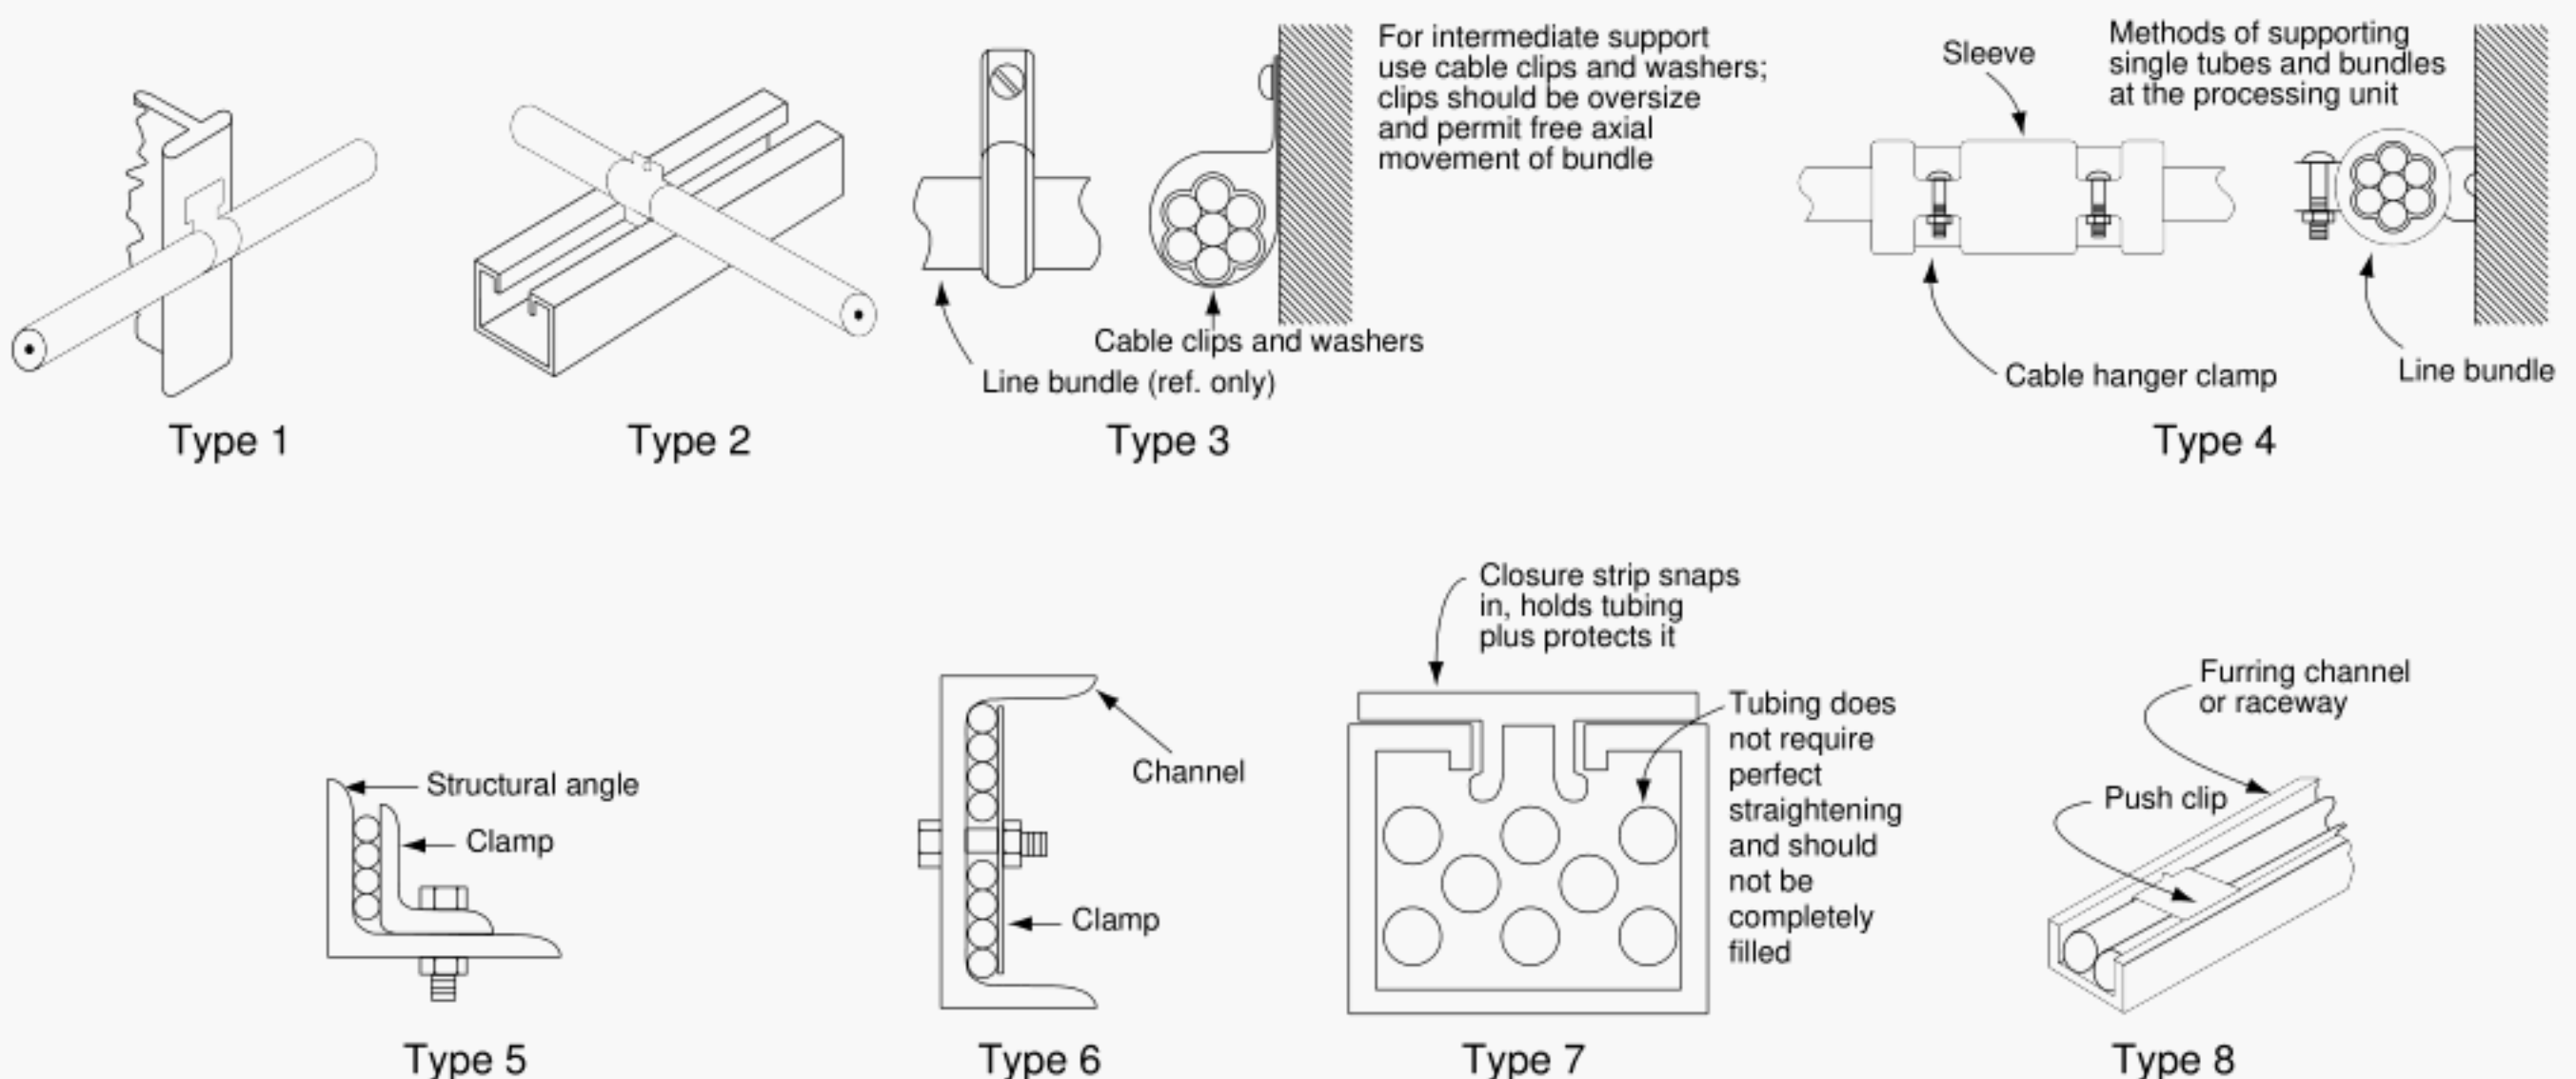 For intermediate support
use cable clips and washers;
clips should be oversize
and permit free axial
movement of bundle
Cable clips and washers
Line bundle (ref. only)
Sleeve
Methods of supporting
single tubes and bundles
at the processing unit
Cable hanger clamp
Line bundle
Type 1
Type 2
Type 3
Type 4
Structural angle
Clamp
Channel
Clamp
Closure strip snaps
in, holds tubing
plus protects it
Tubing does
not require
perfect
straightening
and should
not be
completely
filled
Furring channel
or raceway
Push clip
Type 5
Type 6
Type 7
Type 8